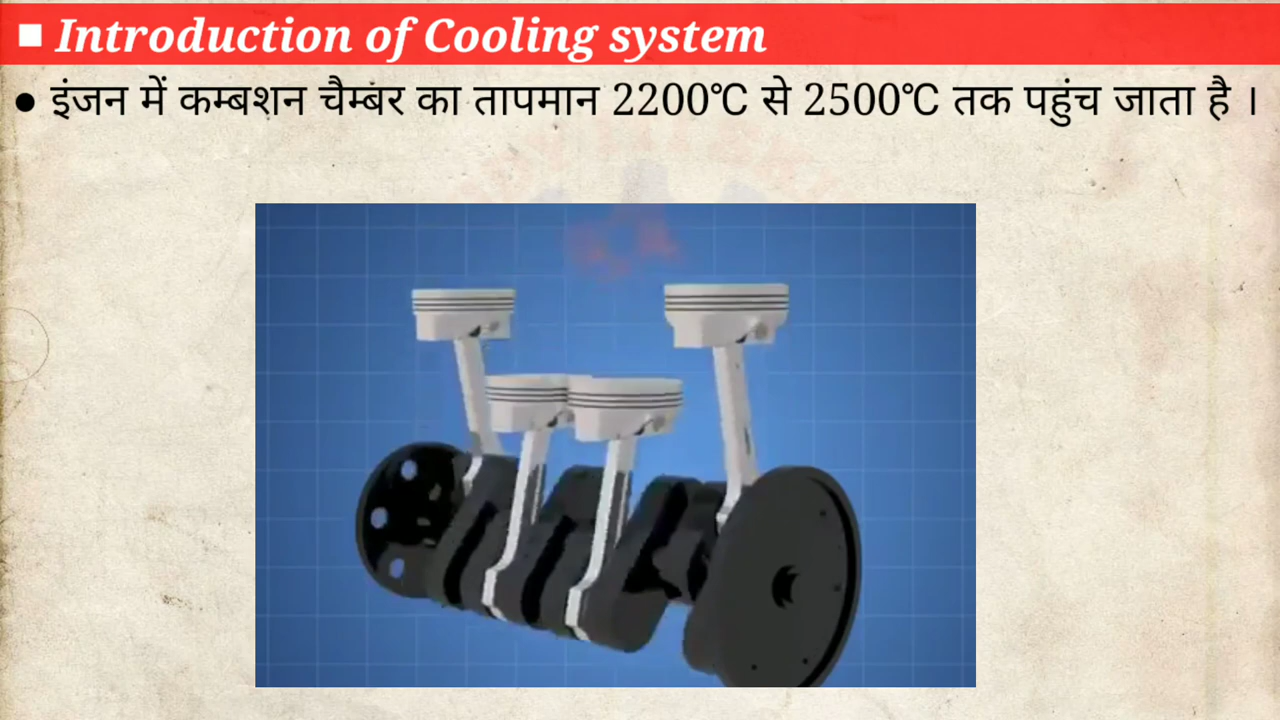 ■ Introduction of Cooling system
● इंजन में कम्बशन चैम्बर का तापमान 2200℃ से 2500℃ तक पहुंच जाता है ।